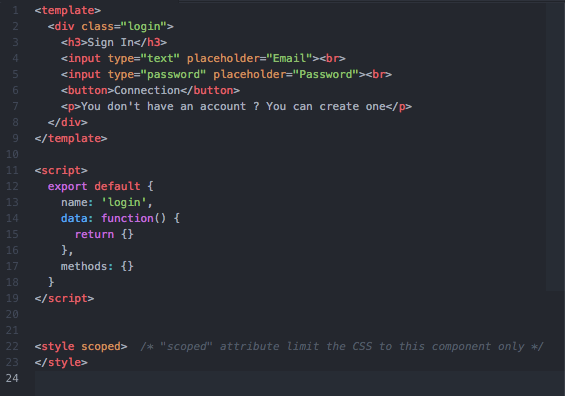 1 <template>
2   <div class="login">
3     <h3>Sign In</h3>
4     <input type="text" placeholder="Email"><br>
5     <input type="password" placeholder="Password"><br>
6     <button>Connection</button>
7     <p>You don't have an account ? You can create one</p>
8   </div>
9 </template>
10
11 <script>
12   export default {
13     name: 'login',
14     data: function() {
15       return {}
16     },
17     methods: {}
18   }
19 </script>
20
21
22 <style scoped>  /* "scoped" attribute limit the CSS to this component only */
23 </style>
24